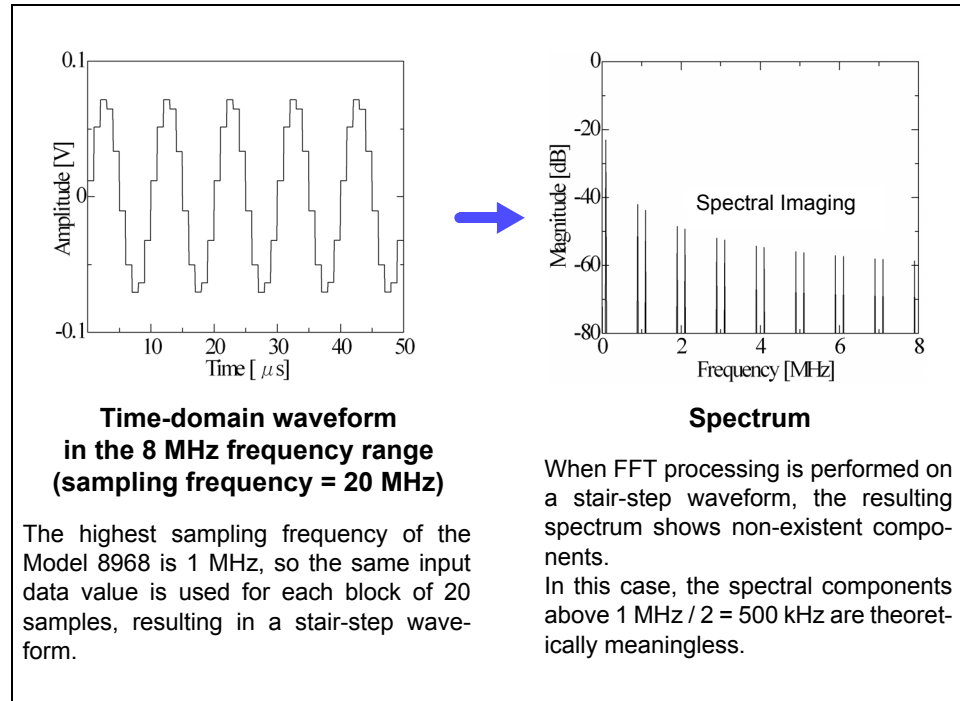 0.1
0
-0.1
Amplitude [V]
10 20 30 40 50
Time [ μs]
0
-20
-40
-60
-80
Magnitude [dB]
Spectral Imaging
0 2 4 6 8
Frequency [MHz]
Time-domain waveform
in the 8 MHz frequency range
(sampling frequency = 20 MHz)
The highest sampling frequency of the
Model 8968 is 1 MHz, so the same input
data value is used for each block of 20
samples, resulting in a stair-step wave-
form.
Spectrum
When FFT processing is performed on
a stair-step waveform, the resulting
spectrum shows non-existent compo-
nents.
In this case, the spectral components
above 1 MHz / 2 = 500 kHz are theoret-
ically meaningless.